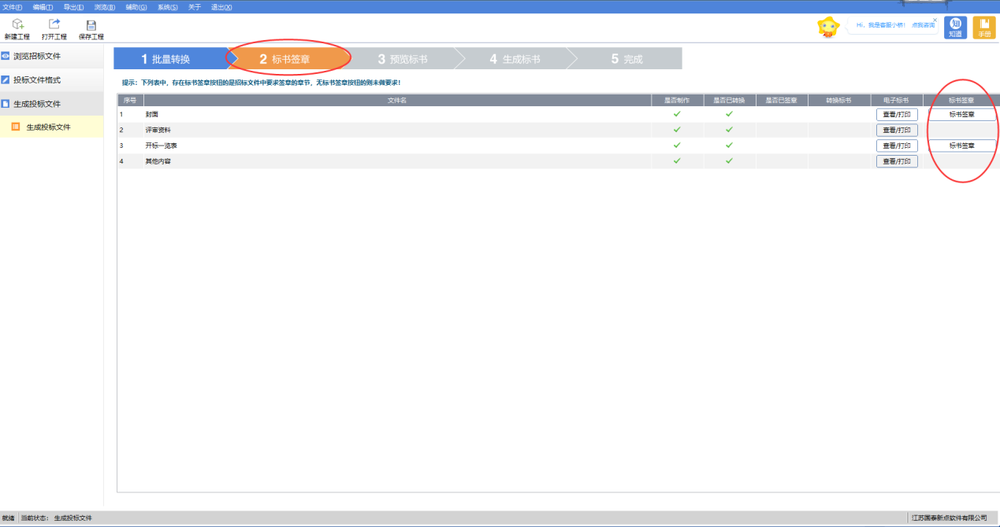 文件(F) 编辑(T) 导出(E) 浏览(B) 辅助(G) 系统(S) 关于 退出(X)
新建工程 打开工程 保存工程
Hi，我是客服小桥！ 点我咨询
知 知道
手册
浏览招标文件
投标文件格式
生成投标文件
生成投标文件
1 批量转换 2 标书签章 3 预览标书 4 生成标书 5 完成
提示：下列表中，存在标书签章按钮的是招标文件中要求签章的章节，无标书签章按钮的则未做要求！
序号 文件名 是否制作 是否已转换 是否已签章 转换标书 电子标书 标书签章
1 封面 查看/打印 标书签章
2 评审资料 查看/打印
3 开标一览表 查看/打印 标书签章
4 其他内容 查看/打印
就绪 当前状态： 生成投标文件 江苏国泰新点软件有限公司